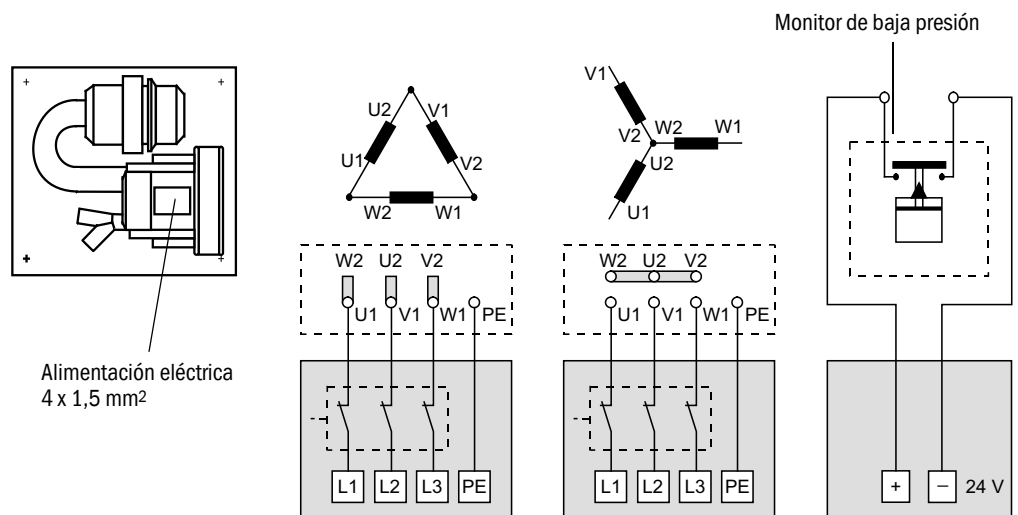 Monitor de baja presión
U2 V1
U1 V2
W2 W1
V1
V2 W2 W1
U2
U1
W2 U2 V2
U1 V1 W1 PE
W2 U2 V2
U1 V1 W1 PE
Alimentación eléctrica
4 x 1,5 mm²
L1 L2 L3 PE
L1 L2 L3 PE
+ – 24 V